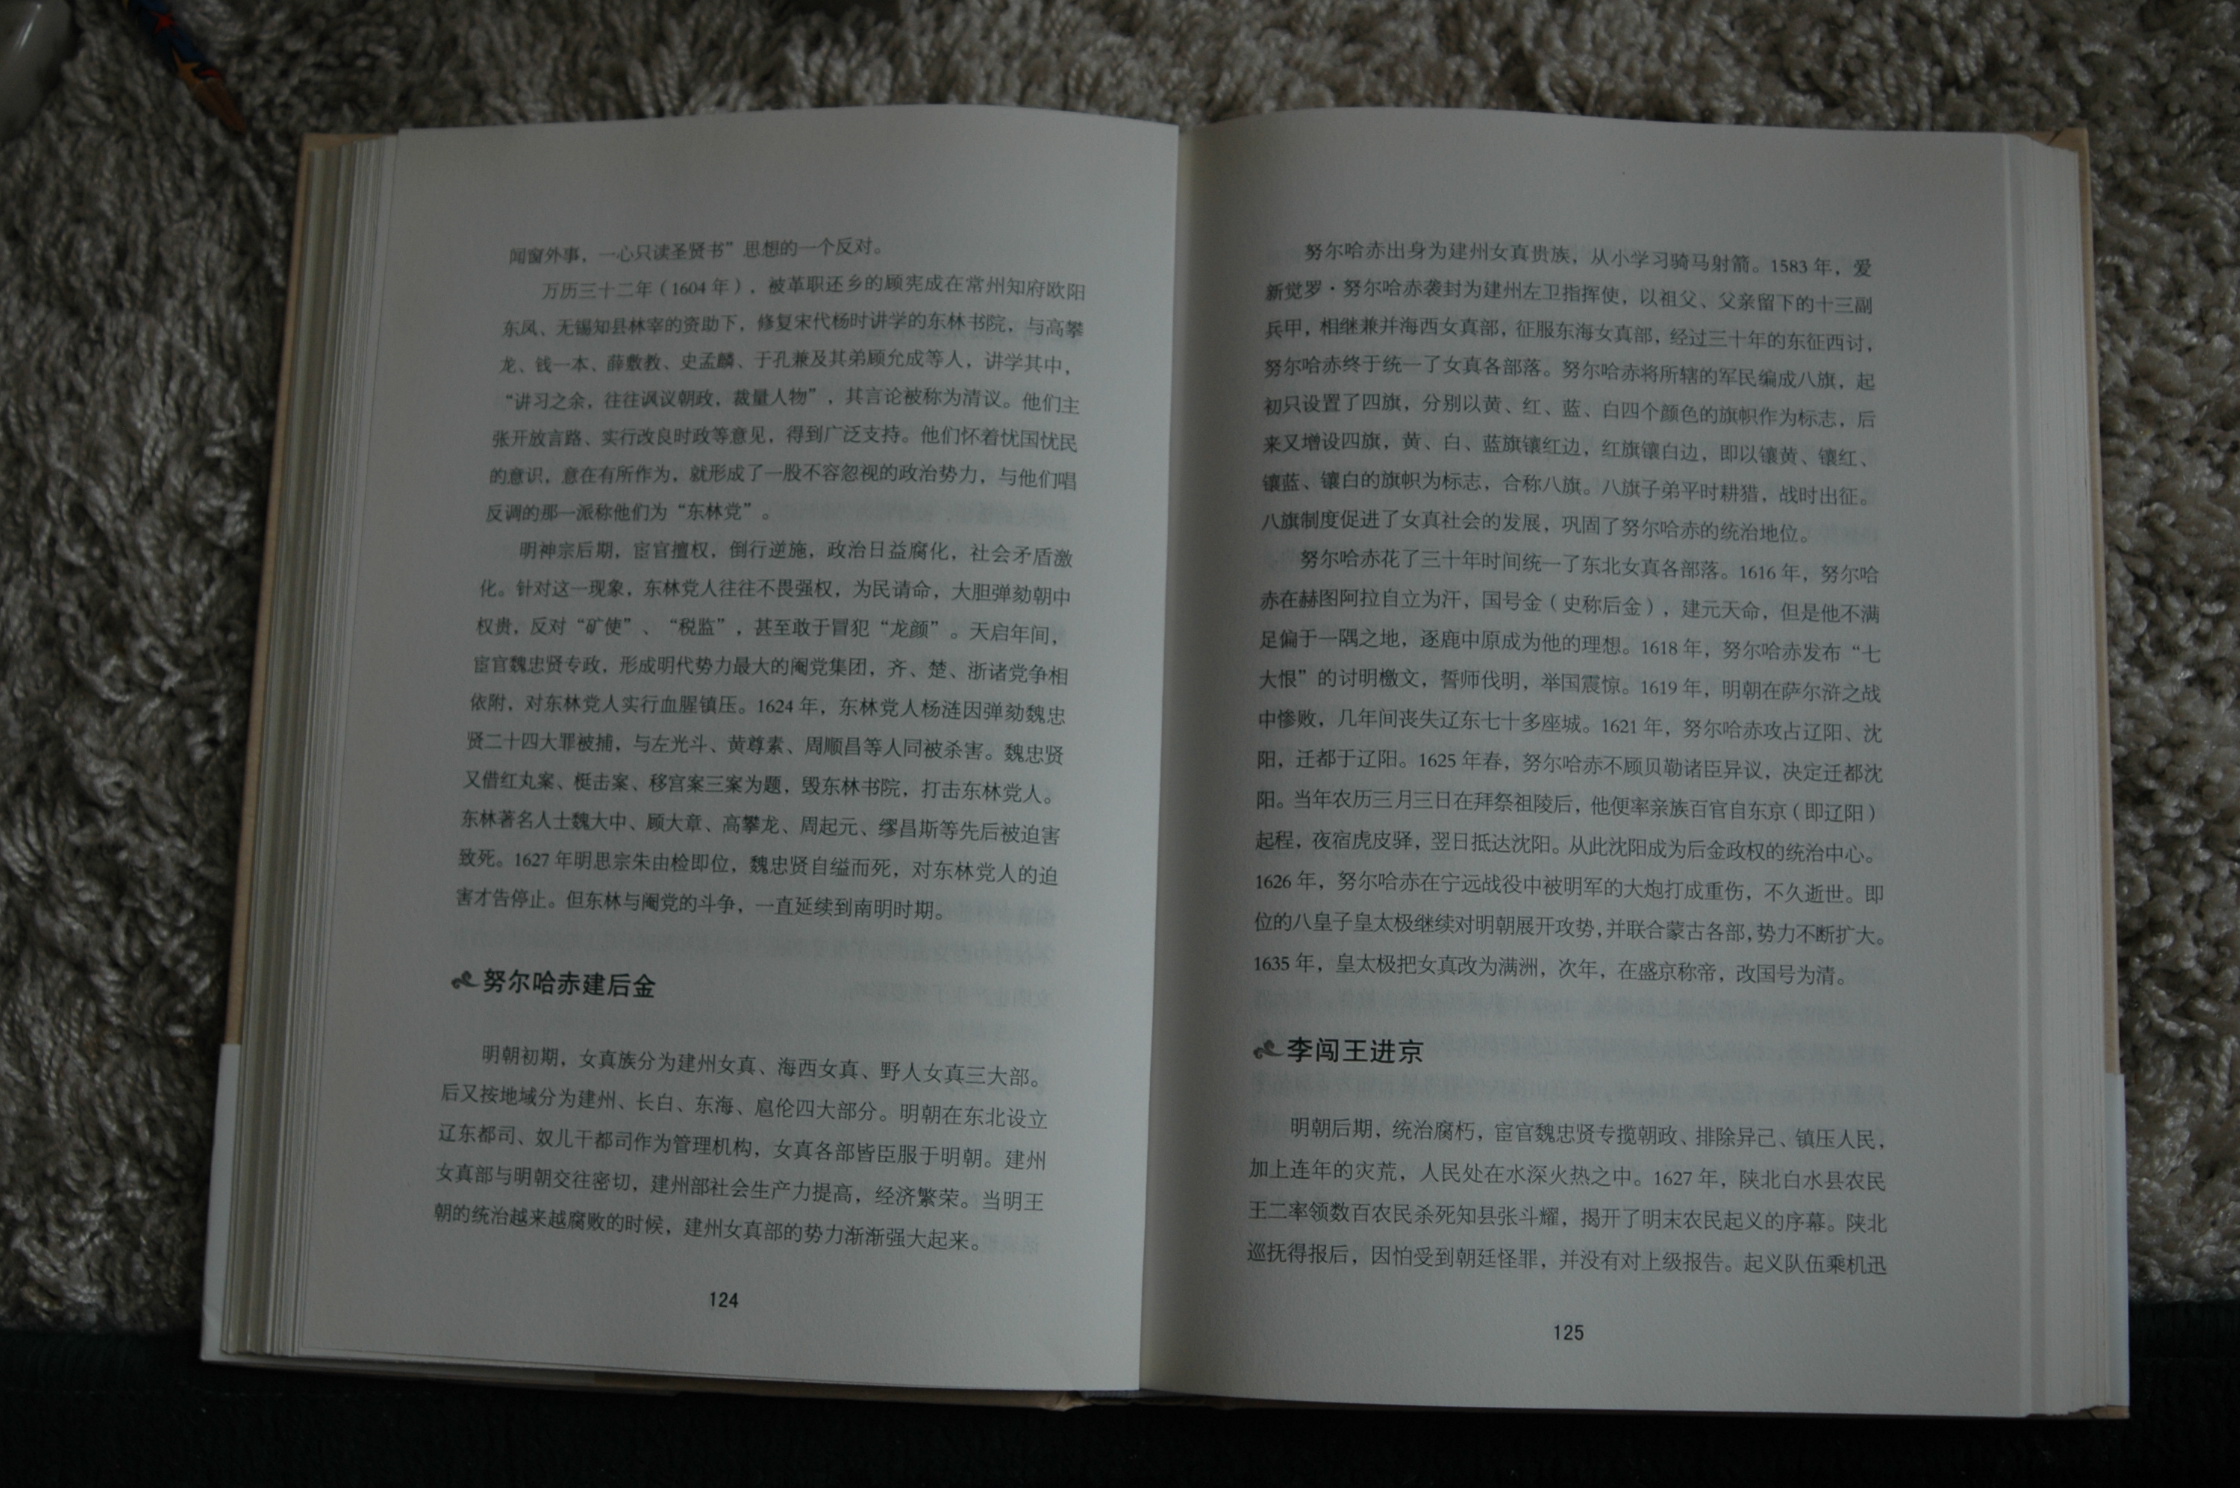 闻窗外事，一心只读圣贤书”思想的一个反对。
万历三十二年（1604 年），被革职还乡的顾宪成在常州知府欧阳
东凤、无锡知县林宰的资助下，修复宋代杨时讲学的东林书院，与高攀
龙、钱一本、薛敷教、史孟麟、于孔兼及其弟顾允成等人，讲学其中，
“讲习之余，往往讽议朝政，裁量人物”，其言论被称为清议。他们主
张开放言路、实行改良时政等意见，得到广泛支持。他们怀着忧国忧民
的意识，意在有所作为，就形成了一股不容忽视的政治势力，与他们唱
反调的那一派称他们为“东林党”。
明神宗后期，宦官擅权，倒行逆施，政治日益腐化，社会矛盾激
化。针对这一现象，东林党人往往不畏强权，为民请命，大胆弹劾朝中
权贵，反对“矿使”、“税监”，甚至敢于冒犯“龙颜”。天启年间，
宦官魏忠贤专政，形成明代势力最大的阉党集团，齐、楚、浙诸党争相
依附，对东林党人实行血腥镇压。1624 年，东林党人杨涟因弹劾魏忠
贤二十四大罪被捕，与左光斗、黄尊素、周顺昌等人同被杀害。魏忠贤
又借红丸案、梃击案、移宫案三案为题，毁东林书院，打击东林党人。
东林著名人士魏大中、顾大章、高攀龙、周起元、缪昌斯等先后被迫害
致死。1627 年明思宗朱由检即位，魏忠贤自缢而死，对东林党人的迫
害才告停止。但东林与阉党的斗争，一直延续到南明时期。
努尔哈赤建后金
明朝初期，女真族分为建州女真、海西女真、野人女真三大部。
后又按地域分为建州、长白、东海、扈伦四大部分。明朝在东北设立
辽东都司、奴儿干都司作为管理机构，女真各部皆臣服于明朝。建州
女真部与明朝交往密切，建州部社会生产力提高，经济繁荣。当明王
朝的统治越来越腐败的时候，建州女真部的势力渐渐强大起来。
124
努尔哈赤出身为建州女真贵族，从小学习骑马射箭。1583 年，爱
新觉罗·努尔哈赤袭封为建州左卫指挥使，以祖父、父亲留下的十三副
兵甲，相继兼并海西女真部，征服东海女真部，经过三十年的东征西讨，
努尔哈赤终于统一了女真各部落。努尔哈赤将所辖的军民编成八旗，起
初只设置了四旗，分别以黄、红、蓝、白四个颜色的旗帜作为标志，后
来又增设四旗，黄、白、蓝旗镶红边，红旗镶白边，即以镶黄、镶红、
镶蓝、镶白的旗帜为标志，合称八旗。八旗子弟平时耕猎，战时出征。
八旗制度促进了女真社会的发展，巩固了努尔哈赤的统治地位。
努尔哈赤花了三十年时间统一了东北女真各部落。1616 年，努尔哈
赤在赫图阿拉自立为汗，国号金（史称后金），建元天命，但是他不满
足偏于一隅之地，逐鹿中原成为他的理想。1618 年，努尔哈赤发布“七
大恨”的讨明檄文，誓师伐明，举国震惊。1619 年，明朝在萨尔浒之战
中惨败，几年间丧失辽东七十多座城。1621 年，努尔哈赤攻占辽阳、沈
阳，迁都于辽阳。1625 年春，努尔哈赤不顾贝勒诸臣异议，决定迁都沈
阳。当年农历三月三日在拜祭祖陵后，他便率亲族百官自东京（即辽阳）
起程，夜宿虎皮驿，翌日抵达沈阳。从此沈阳成为后金政权的统治中心。
1626 年，努尔哈赤在宁远战役中被明军的大炮打成重伤，不久逝世。即
位的八皇子皇太极继续对明朝展开攻势，并联合蒙古各部，势力不断扩大。
1635 年，皇太极把女真改为满洲，次年，在盛京称帝，改国号为清。
李闯王进京
明朝后期，统治腐朽，宦官魏忠贤专揽朝政、排除异己、镇压人民，
加上连年的灾荒，人民处在水深火热之中。1627 年，陕北白水县农民
王二率领数百农民杀死知县张斗耀，揭开了明末农民起义的序幕。陕北
巡抚得报后，因怕受到朝廷怪罪，并没有对上级报告。起义队伍乘机迅
125